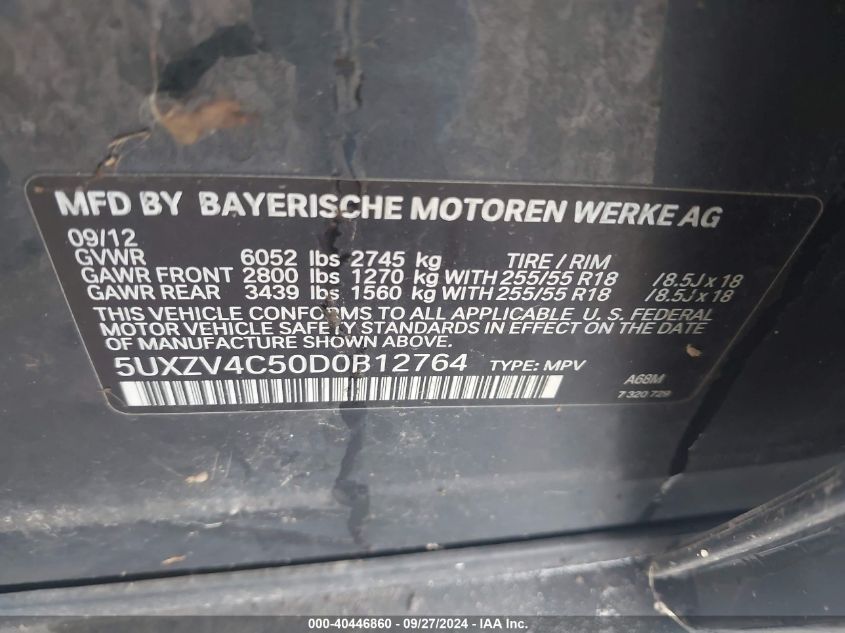 MFD BY BAYERISCHE MOTOREN WERKE AG
09/12
GVWR 6052 lbs 2745 kg TIRE / RIM
GAWR FRONT 2800 lbs 1270 kg WITH 255/55 R18 / 8.5J x 18
GAWR REAR 3439 lbs 1560 kg WITH 255/55 R18 / 8.5J x 18
THIS VEHICLE CONFORMS TO ALL APPLICABLE U. S. FEDERAL
MOTOR VEHICLE SAFETY STANDARDS IN EFFECT ON THE DATE
OF MANUFACTURE SHOWN ABOVE.
5UXZV4C50D0B12764 TYPE: MPV
A68M
7 320 729
000-40446860 / 09/27/2024 - IAA Inc.